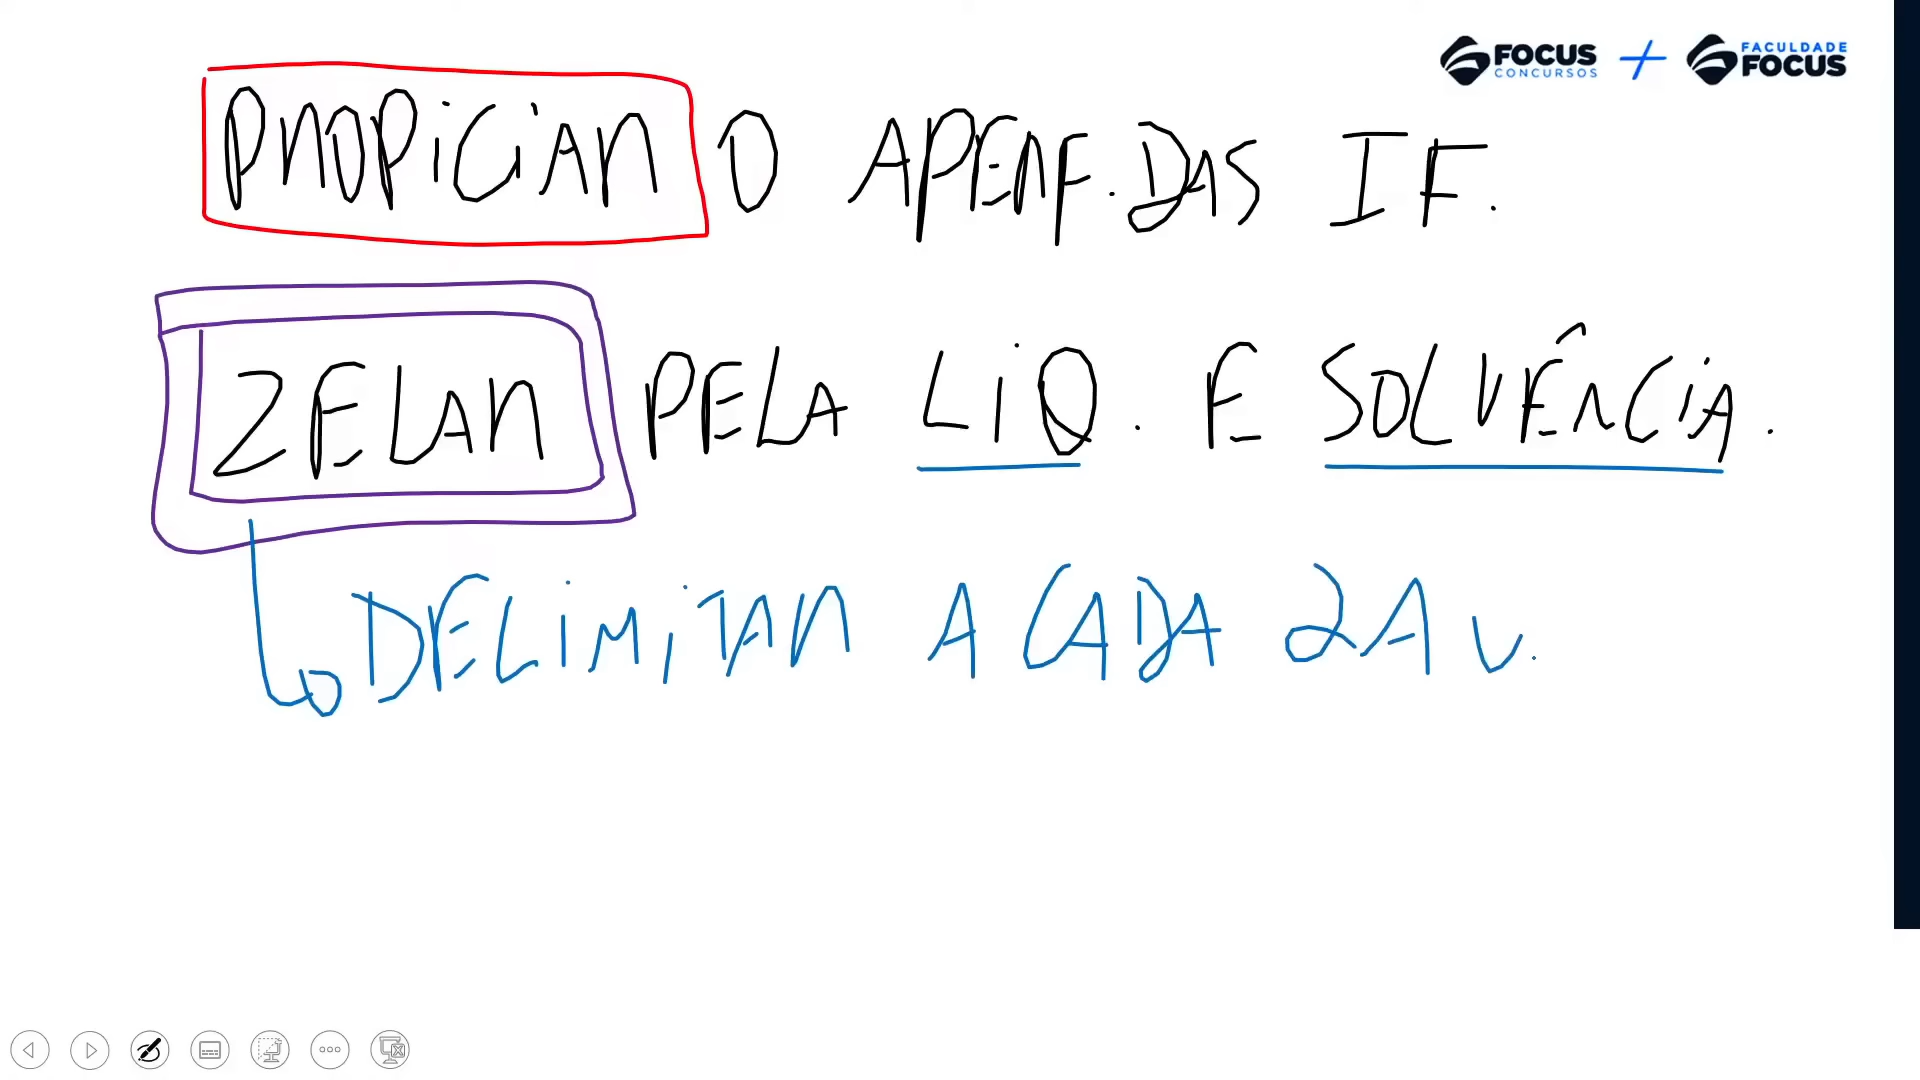 FOCUS CONCURSOS + FACULDADE FOCUS
PROPICIAR O APERF. DAS IF.
ZELAR PELA LIQ. E SOLVÊNCIA.
DELIMITAR A CADA 2A V.